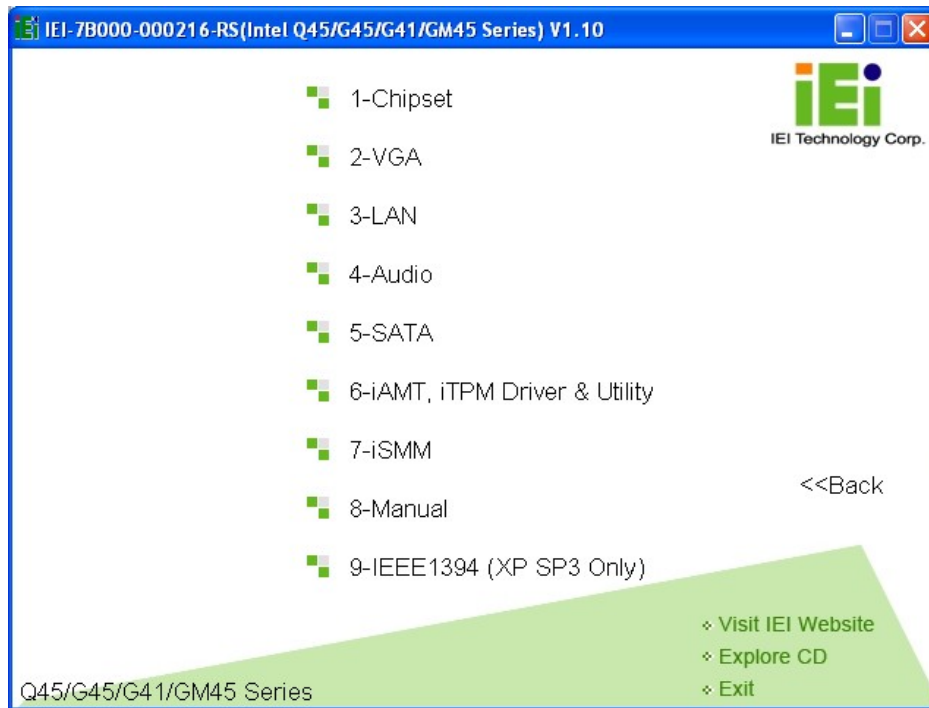 IEI-7B000-000216-RS(Intel Q45/G45/G41/GM45 Series) V1.10
iEi
IEI Technology Corp.
1-Chipset
2-VGA
3-LAN
4-Audio
5-SATA
6-iAMT, iTPM Driver & Utility
7-iSMM
8-Manual
9-IEEE1394 (XP SP3 Only)
<<Back
Visit IEI Website
Explore CD
Exit
Q45/G45/G41/GM45 Series